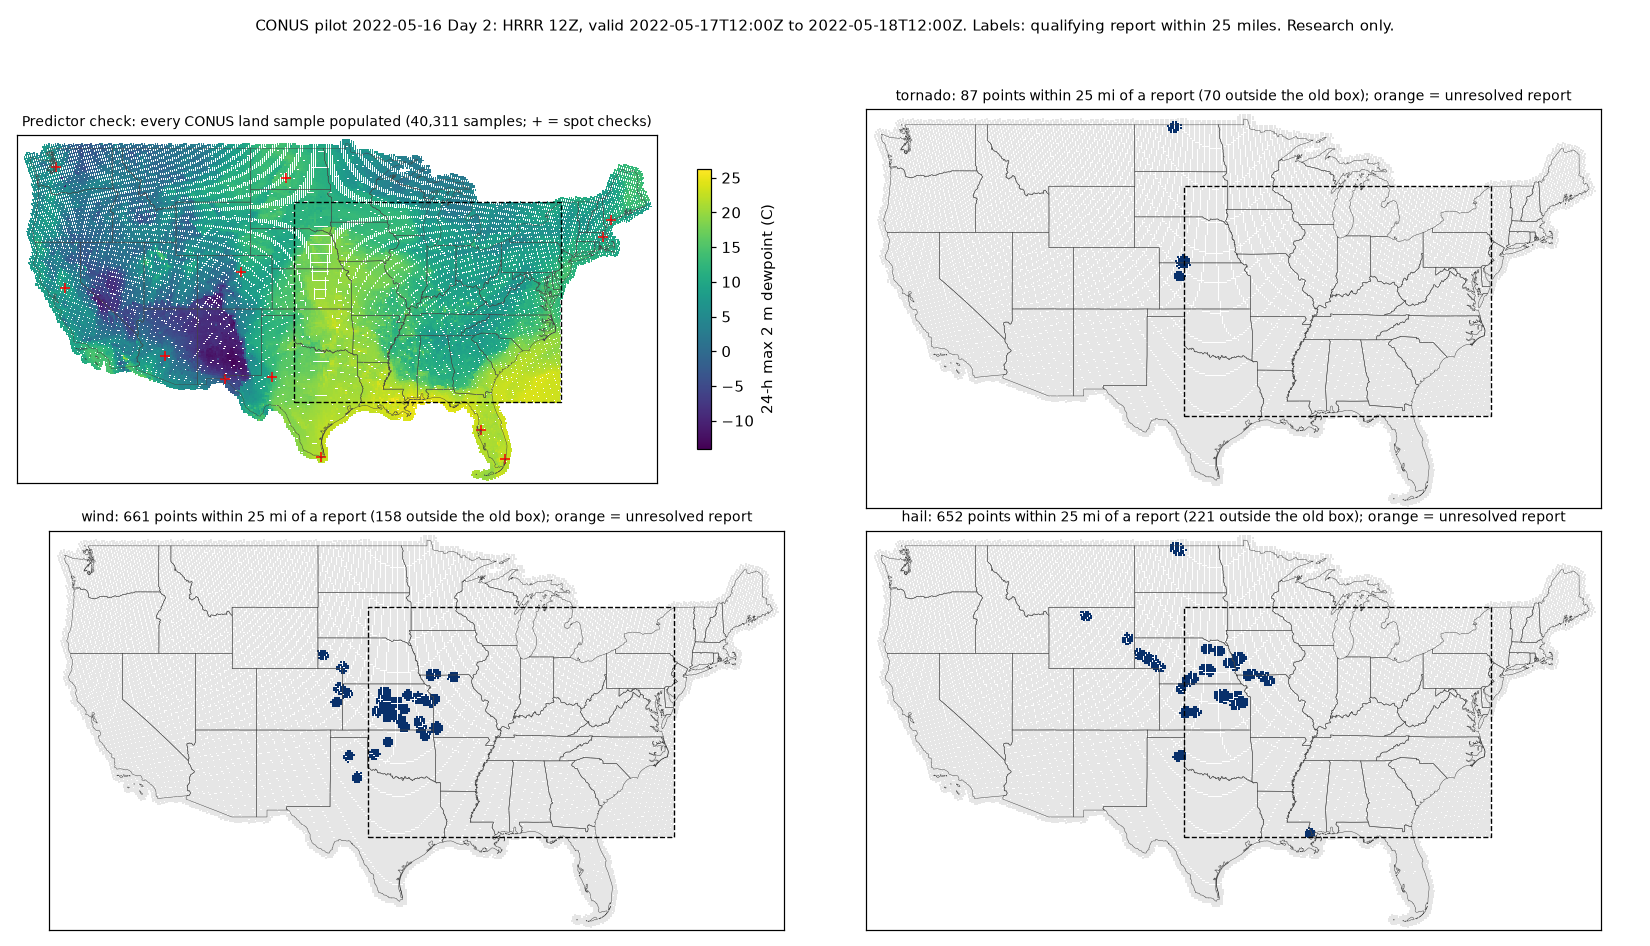 CONUS pilot 2022-05-16 Day 2: HRRR 12Z, valid 2022-05-17T12:00Z to 2022-05-18T12:00Z. Labels: qualifying report within 25 miles. Research only.
Predictor check: every CONUS land sample populated (40,311 samples; + = spot checks)
25
20
15
10
5
0
−5
−10
24-h max 2 m dewpoint (C)
tornado: 87 points within 25 mi of a report (70 outside the old box); orange = unresolved report
wind: 661 points within 25 mi of a report (158 outside the old box); orange = unresolved report
hail: 652 points within 25 mi of a report (221 outside the old box); orange = unresolved report